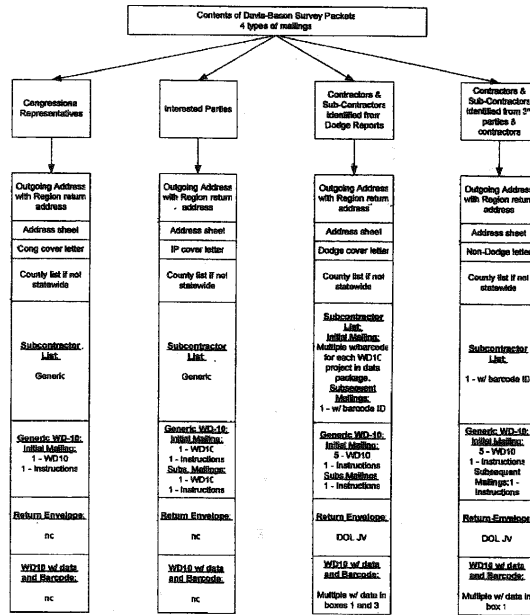 Contents of Davis-Bacon Survey Packets
4 types of mailings
Congressiona
Representatives
Interested Parties
Contractors &
Sub-Contractors
Identified from
Dodge Reports
Contractors &
Sub-Contractors
Identified from 3rd
parties &
contractors
Outgoing Address
with Region return
address
Address sheet
Cong cover letter
County list if not
statewide
Subcontractor
List:
Generic
Generic WD-10:
Initial Mailing:
1 - WD10
1 - Instructions
Return Envelope:
nc
WD10 w/ data
and Barcode:
nc
Outgoing Address
with Region return
address
Address sheet
IP cover letter
County list if not
statewide
Subcontractor
List:
Generic
Generic WD-10:
Initial Mailing:
1 - WD1C
1 - Instructions
Subs. Mailings:
1 - WD1C
1 - Instructions
Return Envelope:
nc
WD10 w/ data
and Barcode:
nc
Outgoing Address
with Region return
address
Address sheet
Dodge cover letter
County list if not
statewide
Subcontractor
List:
Initial Mailing:
Multiple w/barcode
for each WD1C
project in data
package.
Subsequent
Mailings:
1 - w/ barcode ID
Generic WD-10:
Initial Mailing:
5 - WD10
1 - Instructions
Subs Mailings
1 - Instructions
Return Envelope:
DOL JV
WD10 w/ data
and Barcode:
Multiple w/ data in
boxes 1 and 3
Outgoing Address
with Region return
address
Address sheet
Non-Dodge letter
County list if not
statewide
Subcontractor
List:
1 - w/ barcode ID
Generic WD-10:
Initial Mailing:
5 - WD10
1 - Instructions
Subsequent
Mailings:1 -
Instructions
Return Envelope:
DOL JV
WD10 w/ data
and Barcode:
Multiple w/ data in
box 1